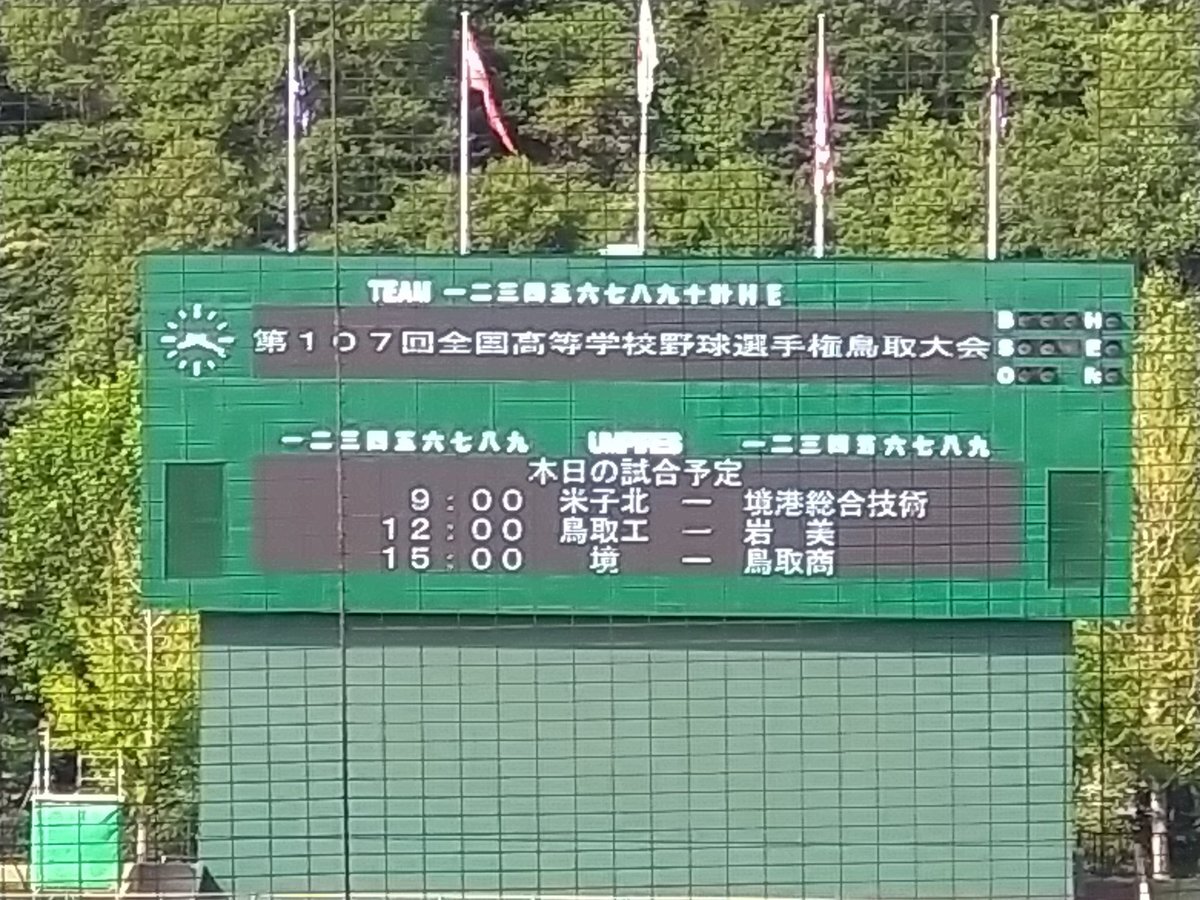 TEAM 一二三四五六七八九十計HE
第１０７回全国高等学校野球選手権鳥取大会
B H
S E
O
一二三四五六七八九 UMPIRES 一二三四五六七八九
本日の試合予定
9:00 米子北 ー 境港総合技術
12:00 鳥取工 ー 岩 美
15:00 境 ー 鳥取商